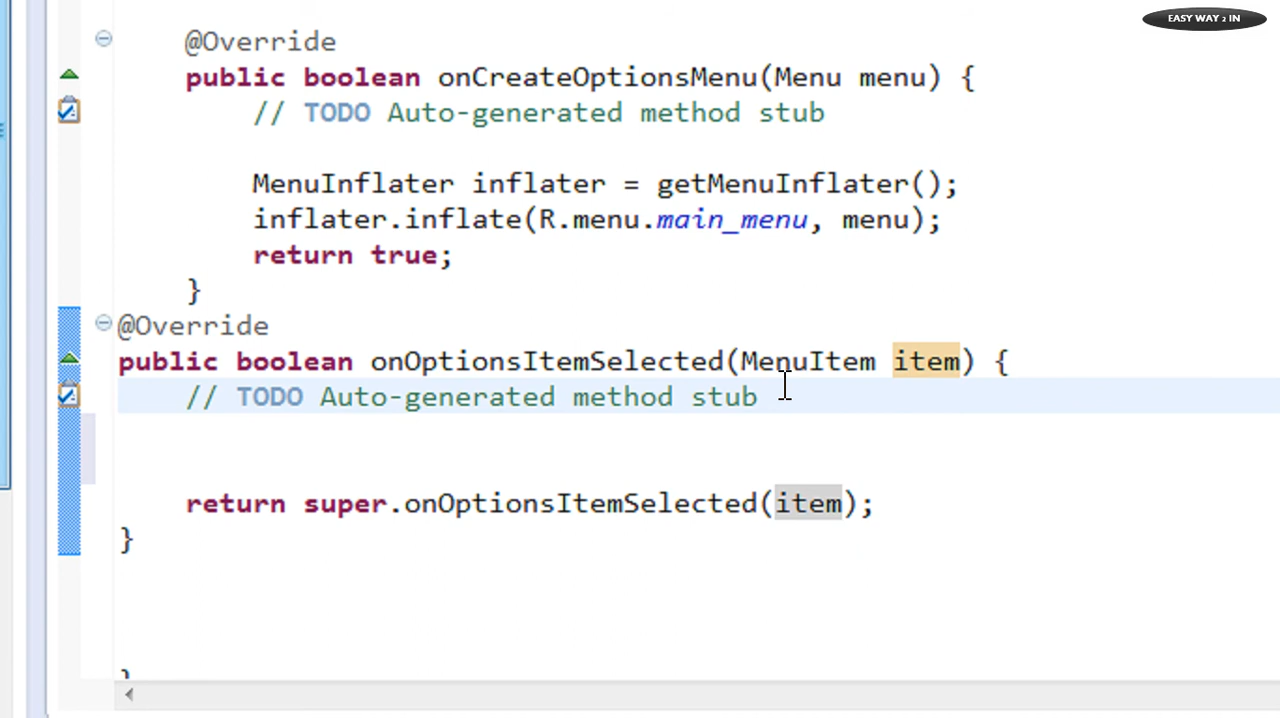 EASY WAY 2 IN
@Override
public boolean onCreateOptionsMenu(Menu menu) {
// TODO Auto-generated method stub
MenuInflater inflater = getMenuInflater();
inflater.inflate(R.menu.main_menu, menu);
return true;
}
@Override
public boolean onOptionsItemSelected(MenuItem item) {
// TODO Auto-generated method stub
return super.onOptionsItemSelected(item);
}
}